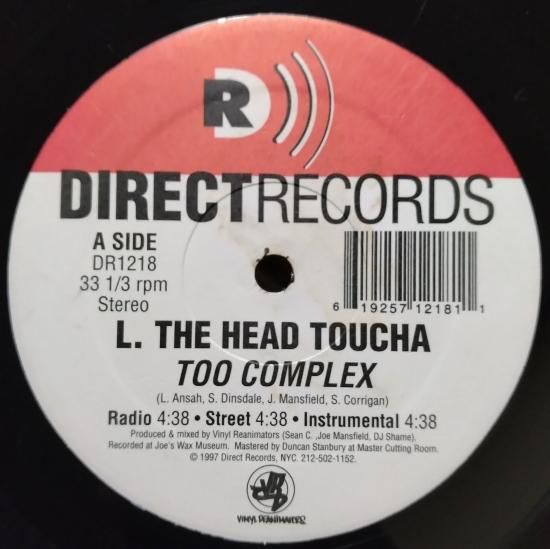 RD
DIRECTRECORDS
A SIDE
DR1218
33 1/3 rpm
Stereo
6 19257 12181 1
L. THE HEAD TOUCHA
TOO COMPLEX
(L. Ansah, S. Dinsdale, J. Mansfield, S. Corrigan)
Radio 4:38 • Street 4:38 • Instrumental 4:38
Produced & mixed by Vinyl Reanimators (Sean C. ,Joe Mansfield, DJ Shame).
Recorded at Joe's Wax Museum. Mastered by Duncan Stanbury at Master Cutting Room.
© 1997 Direct Records, NYC. 212-502-1152.
VINYL REANIMATORS